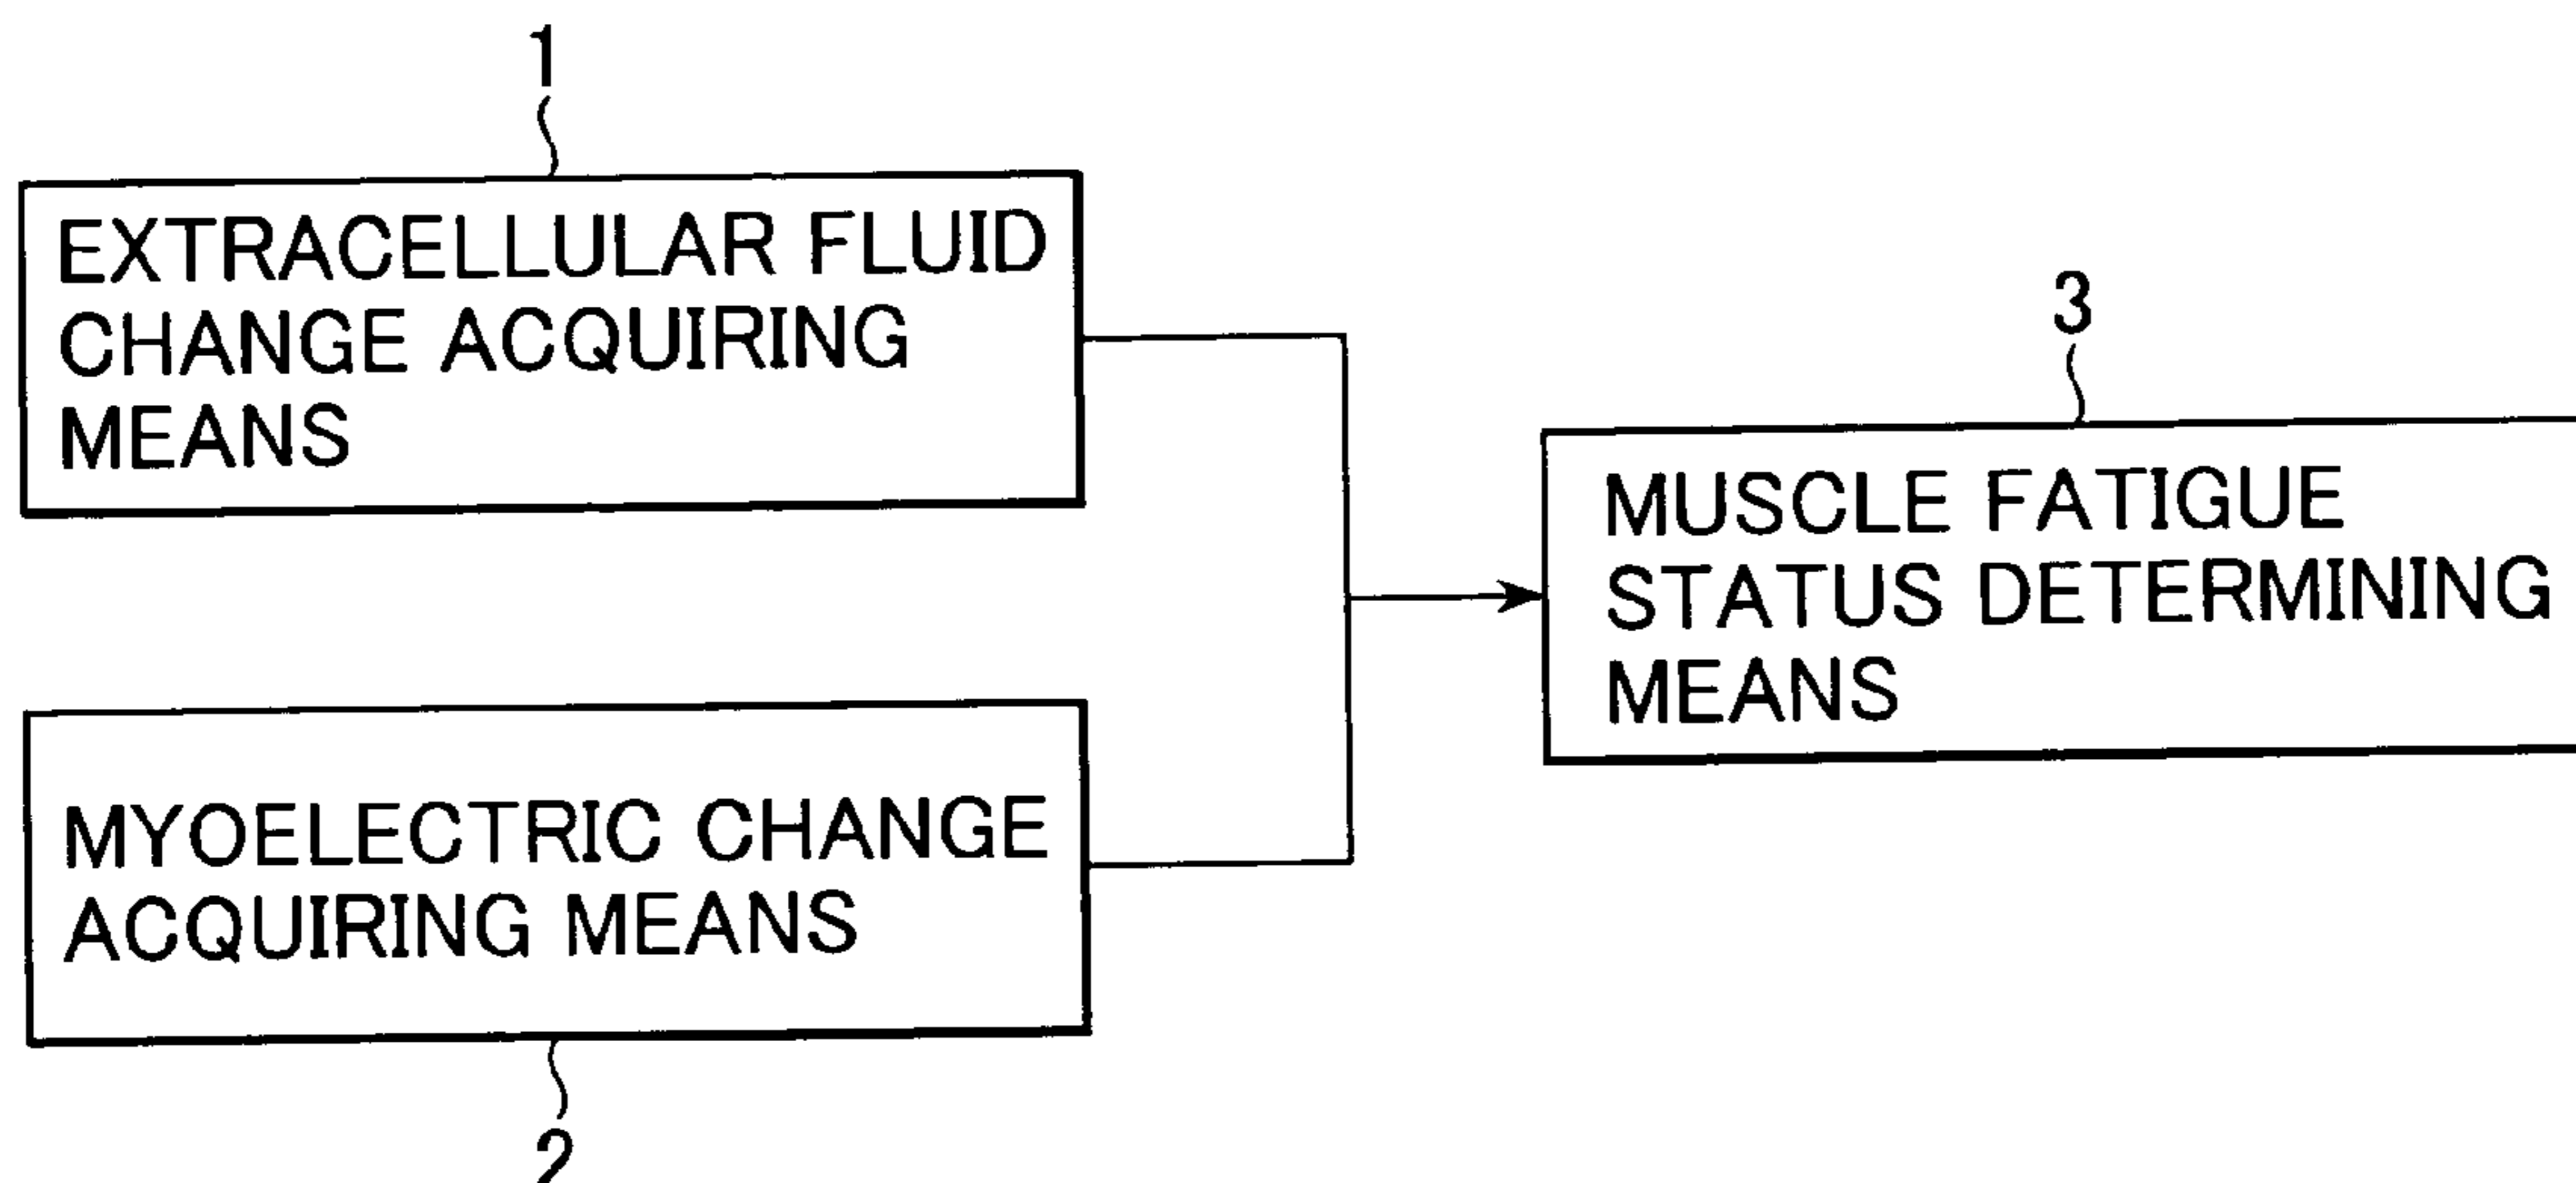 1
EXTRACELLULAR FLUID
CHANGE ACQUIRING
MEANS
3
MUSCLE FATIGUE
STATUS DETERMINING
MEANS
MYOELECTRIC CHANGE
ACQUIRING MEANS
2